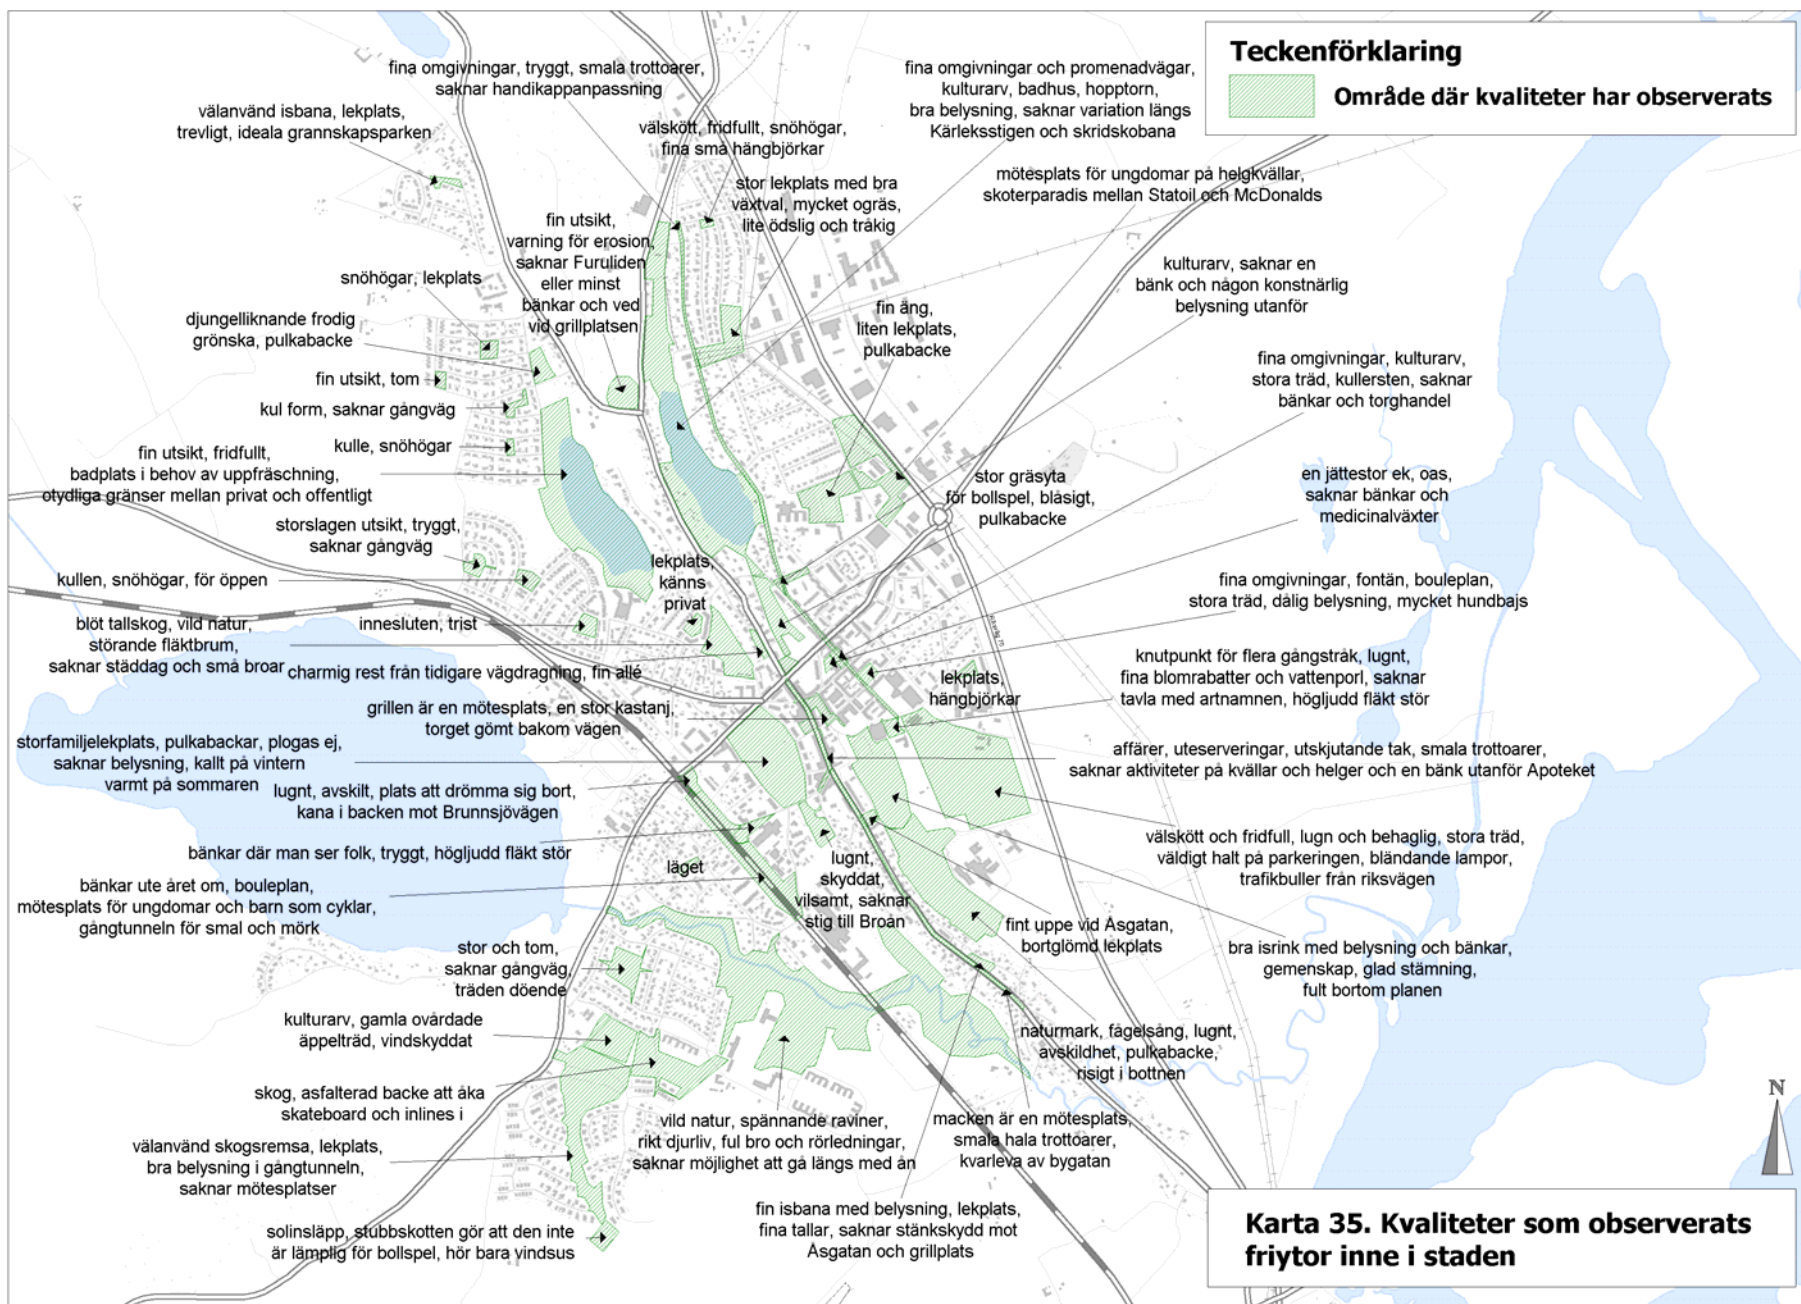 Teckenförklaring
Område där kvaliteter har observerats
fina omgivningar, tryggt, smala trottoarer,
saknar handikappanpassning
fina omgivningar och promenadvägar,
kulturarv, badhus, hopptorn,
bra belysning, saknar variation längs
Kärleksstigen och skridskobana
välanvänd isbana, lekplats,
trevligt, ideala grannskapsparken
välskött, fridfullt, snöhögar,
fina små hängbjörkar
mötesplats för ungdomar på helgkvällar,
skoterparadis mellan Statoil och McDonalds
stor lekplats med bra
växtval, mycket ogräs,
lite ödslig och tråkig
fin utsikt,
varning för erosion,
saknar Furuliden
eller minst
bänkar och ved
vid grillplatsen
kulturarv, saknar en
bänk och någon konstnärlig
belysning utanför
snöhögar, lekplats
djungelliknande frodig
grönska, pulkabacke
fin äng,
liten lekplats,
pulkabacke
fina omgivningar, kulturarv,
stora träd, kullersten, saknar
bänkar och torghandel
fin utsikt, tom
kul form, saknar gångväg
kulle, snöhögar
fin utsikt, fridfullt,
badplats i behov av uppfräschning,
otydliga gränser mellan privat och offentligt
stor gräsyta
för bollspel, blåsigt,
pulkabacke
en jättestor ek, oas,
saknar bänkar och
medicinalväxter
storslagen utsikt, tryggt,
saknar gångväg
kullen, snöhögar, för öppen
lekplats,
känns
privat
fina omgivningar, fontän, bouleplan,
stora träd, dålig belysning, mycket hundbajs
blöt tallskog, vild natur,
störande fläktbrum,
saknar städdag och små broar
innesluten, trist
charmig rest från tidigare vägdragning, fin allé
lekplats,
hängbjörkar
knutpunkt för flera gångstråk, lugnt,
fina blomrabatter och vattenporl, saknar
tavla med artnamnen, högljudd fläkt stör
grillen är en mötesplats, en stor kastanj,
torget gömt bakom vägen
storfamiljelekplats, pulkabackar, plogas ej,
saknar belysning, kallt på vintern
varmt på sommaren
affärer, uteserveringar, utskjutande tak, smala trottoarer,
saknar aktiviteter på kvällar och helger och en bänk utanför Apoteket
lugnt, avskilt, plats att drömma sig bort,
kana i backen mot Brunnsjövägen
bänkar där man ser folk, tryggt, högljudd fläkt stör
läget
lugnt,
skyddat,
vilsamt, saknar
stig till Broån
välskött och fridfull, lugn och behaglig, stora träd,
väldigt halt på parkeringen, bländande lampor,
trafikbuller från riksvägen
bänkar ute året om, bouleplan,
mötesplats för ungdomar och barn som cyklar,
gångtunneln för smal och mörk
fint uppe vid Åsgatan,
bortglömd lekplats
bra isrink med belysning och bänkar,
gemenskap, glad stämning,
fult bortom planen
stor och tom,
saknar gångväg,
träden döende
kulturarv, gamla ovårdade
äppelträd, vindskyddat
naturmark, fågelsång, lugnt,
avskildhet, pulkabacke,
risigt i bottnen
skog, asfalterad backe att åka
skateboard och inlines i
vild natur, spännande raviner,
rikt djurliv, ful bro och rörledningar,
saknar möjlighet att gå längs med ån
macken är en mötesplats,
smala hala trottoarer,
kvarleva av bygatan
välanvänd skogsremsa, lekplats,
bra belysning i gångtunneln,
saknar mötesplatser
fin isbana med belysning, lekplats,
fina tallar, saknar stänkskydd mot
Åsgatan och grillplats
solinsläpp, stubbskotten gör att den inte
är lämplig för bollspel, hör bara vindsus
N
Karta 35. Kvaliteter som observerats
friytor inne i staden